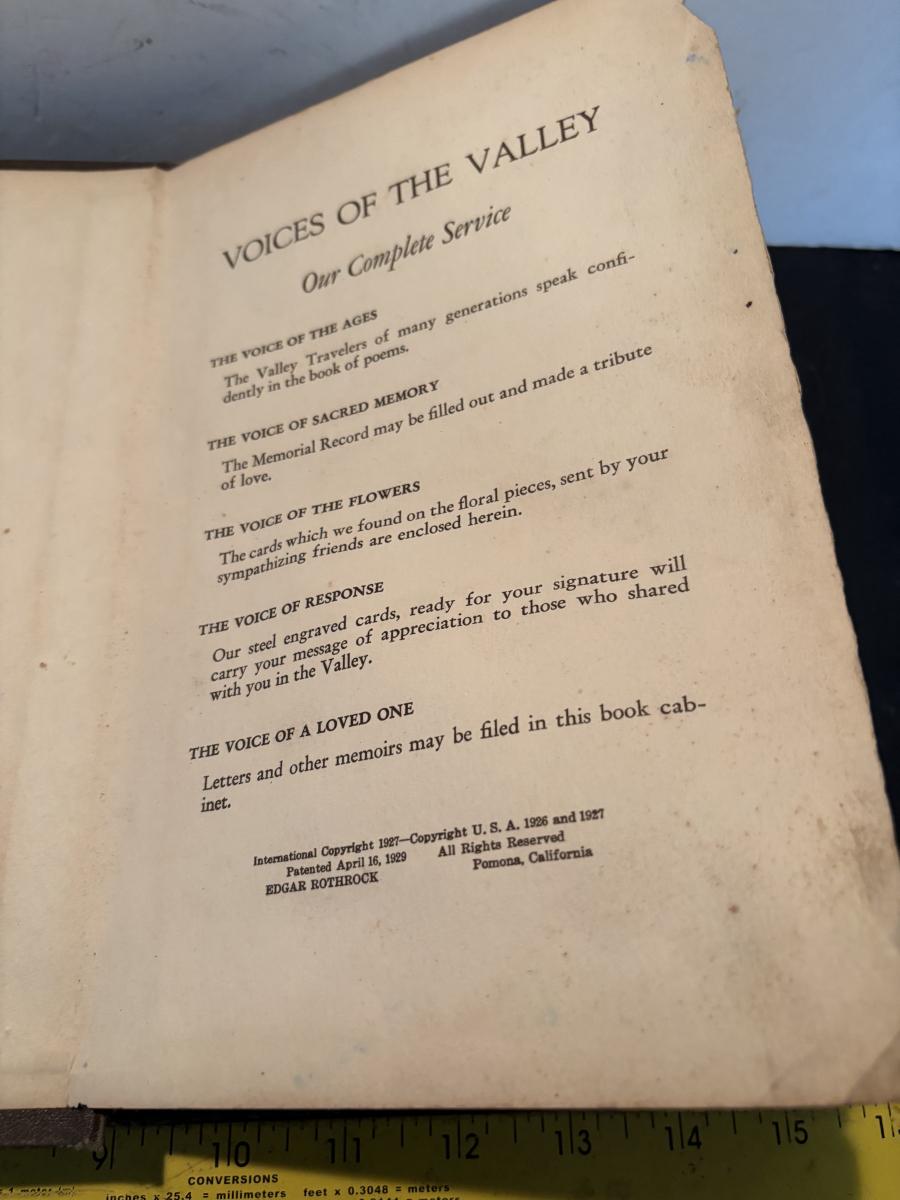 VOICES OF THE VALLEY
Our Complete Service
THE VOICE OF THE AGES
The Valley Travelers of many generations speak confi-
dently in the book of poems.
THE VOICE OF SACRED MEMORY
The Memorial Record may be filled out and made a tribute
of love.
THE VOICE OF THE FLOWERS
The cards which we found on the floral pieces, sent by your
sympathizing friends are enclosed herein.
THE VOICE OF RESPONSE
Our steel engraved cards, ready for your signature will
carry your message of appreciation to those who shared
with you in the Valley.
THE VOICE OF A LOVED ONE
Letters and other memoirs may be filed in this book cab-
inet.
International Copyright 1927—Copyright U. S. A. 1926 and 1927
Patented April 16, 1929 All Rights Reserved
EDGAR ROTHROCK Pomona, California
9 10 11 12 13 14 15
CONVERSIONS
inches x 25.4 = millimeters feet x 0.3048 = meters